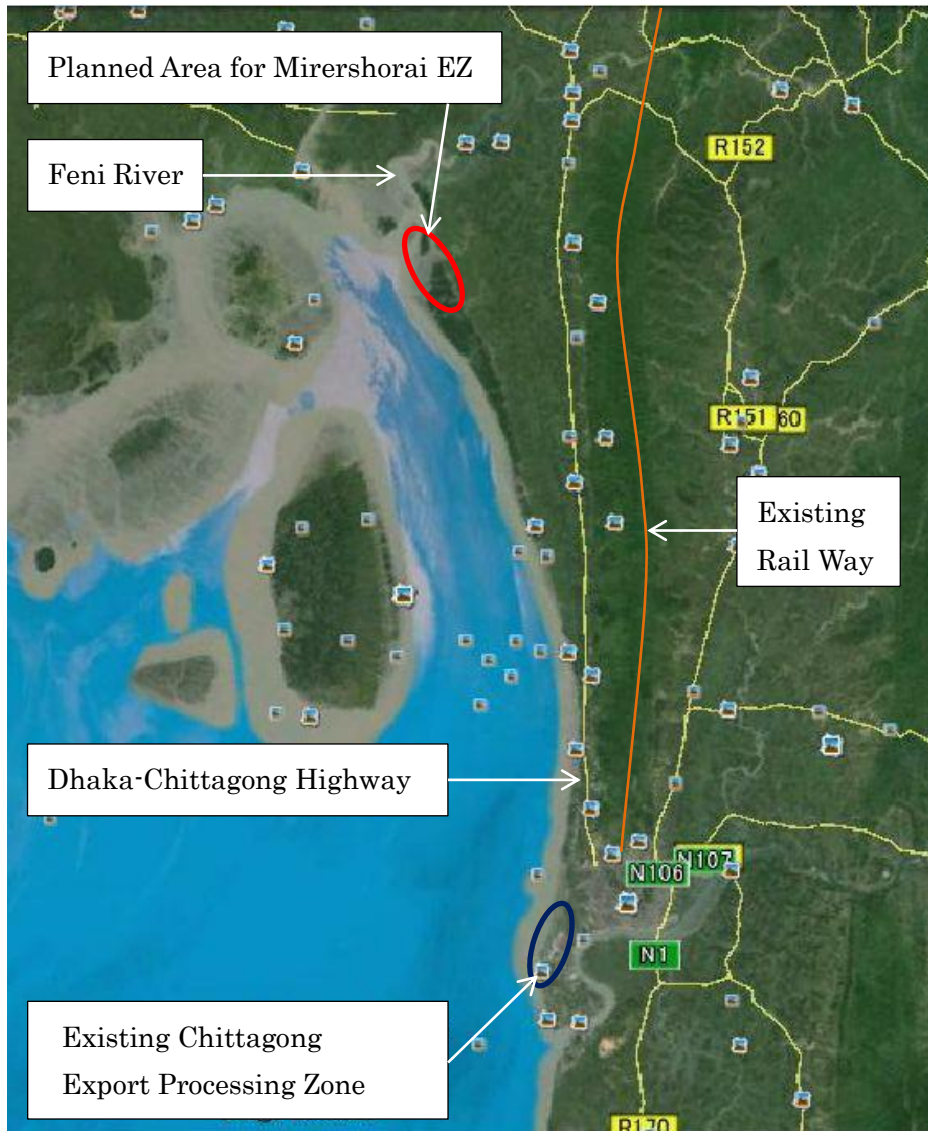 Planned Area for Mirershorai EZ
Feni River
R152
R151
60
Existing
Rail Way
Dhaka-Chittagong Highway
N107
N106
N1
Existing Chittagong
Export Processing Zone
R170